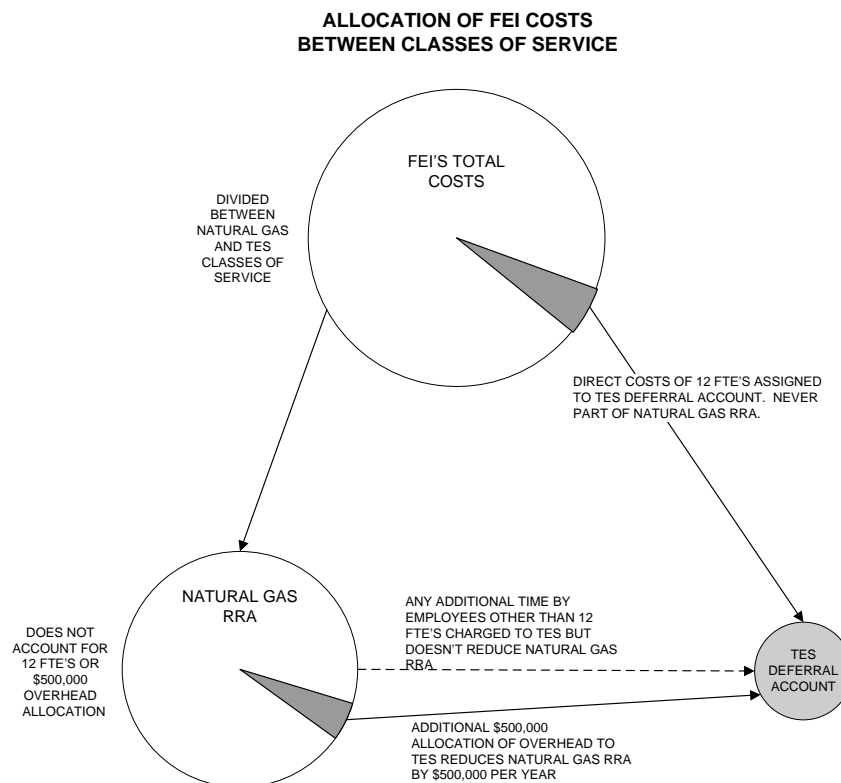 ALLOCATION OF FEI COSTS
BETWEEN CLASSES OF SERVICE
FEI'S TOTAL
COSTS
DIVIDED
BETWEEN
NATURAL GAS
AND TES
CLASSES OF
SERVICE
DIRECT COSTS OF 12 FTE'S ASSIGNED
TO TES DEFERRAL ACCOUNT.  NEVER
PART OF NATURAL GAS RRA.
NATURAL GAS
RRA
DOES NOT
ACCOUNT FOR
12 FTE'S OR
$500,000
OVERHEAD
ALLOCATION
ANY ADDITIONAL TIME BY
EMPLOYEES OTHER THAN 12
FTE'S CHARGED TO TES BUT
DOESN'T REDUCE NATURAL GAS
RRA
TES
DEFERRAL
ACCOUNT
ADDITIONAL $500,000
ALLOCATION OF OVERHEAD TO
TES REDUCES NATURAL GAS RRA
BY $500,000 PER YEAR